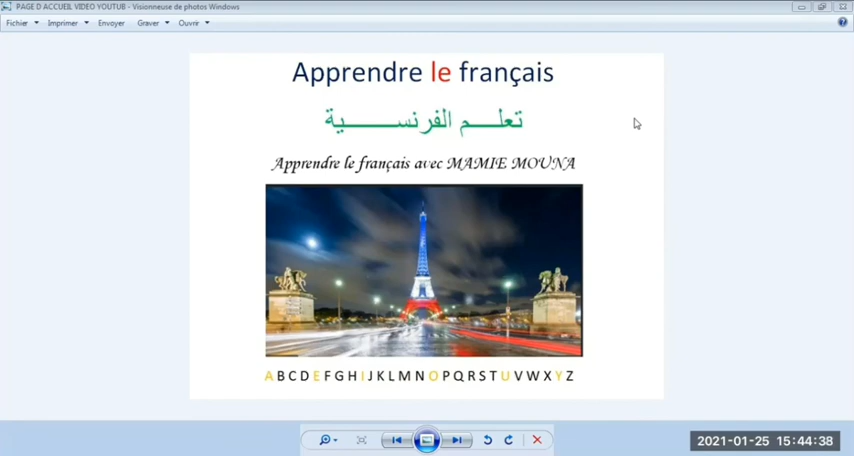 PAGE D ACCUEIL VIDEO YOUTUB - Visionneuse de photos Windows
Fichier Imprimer Envoyer Graver Ouvrir
Apprendre le français
تعلـــم الفرنســـــــية
Apprendre le français avec MAMIE MOUNA
A B C D E F G H I J K L M N O P Q R S T U V W X Y Z
2021-01-25 15:44:38